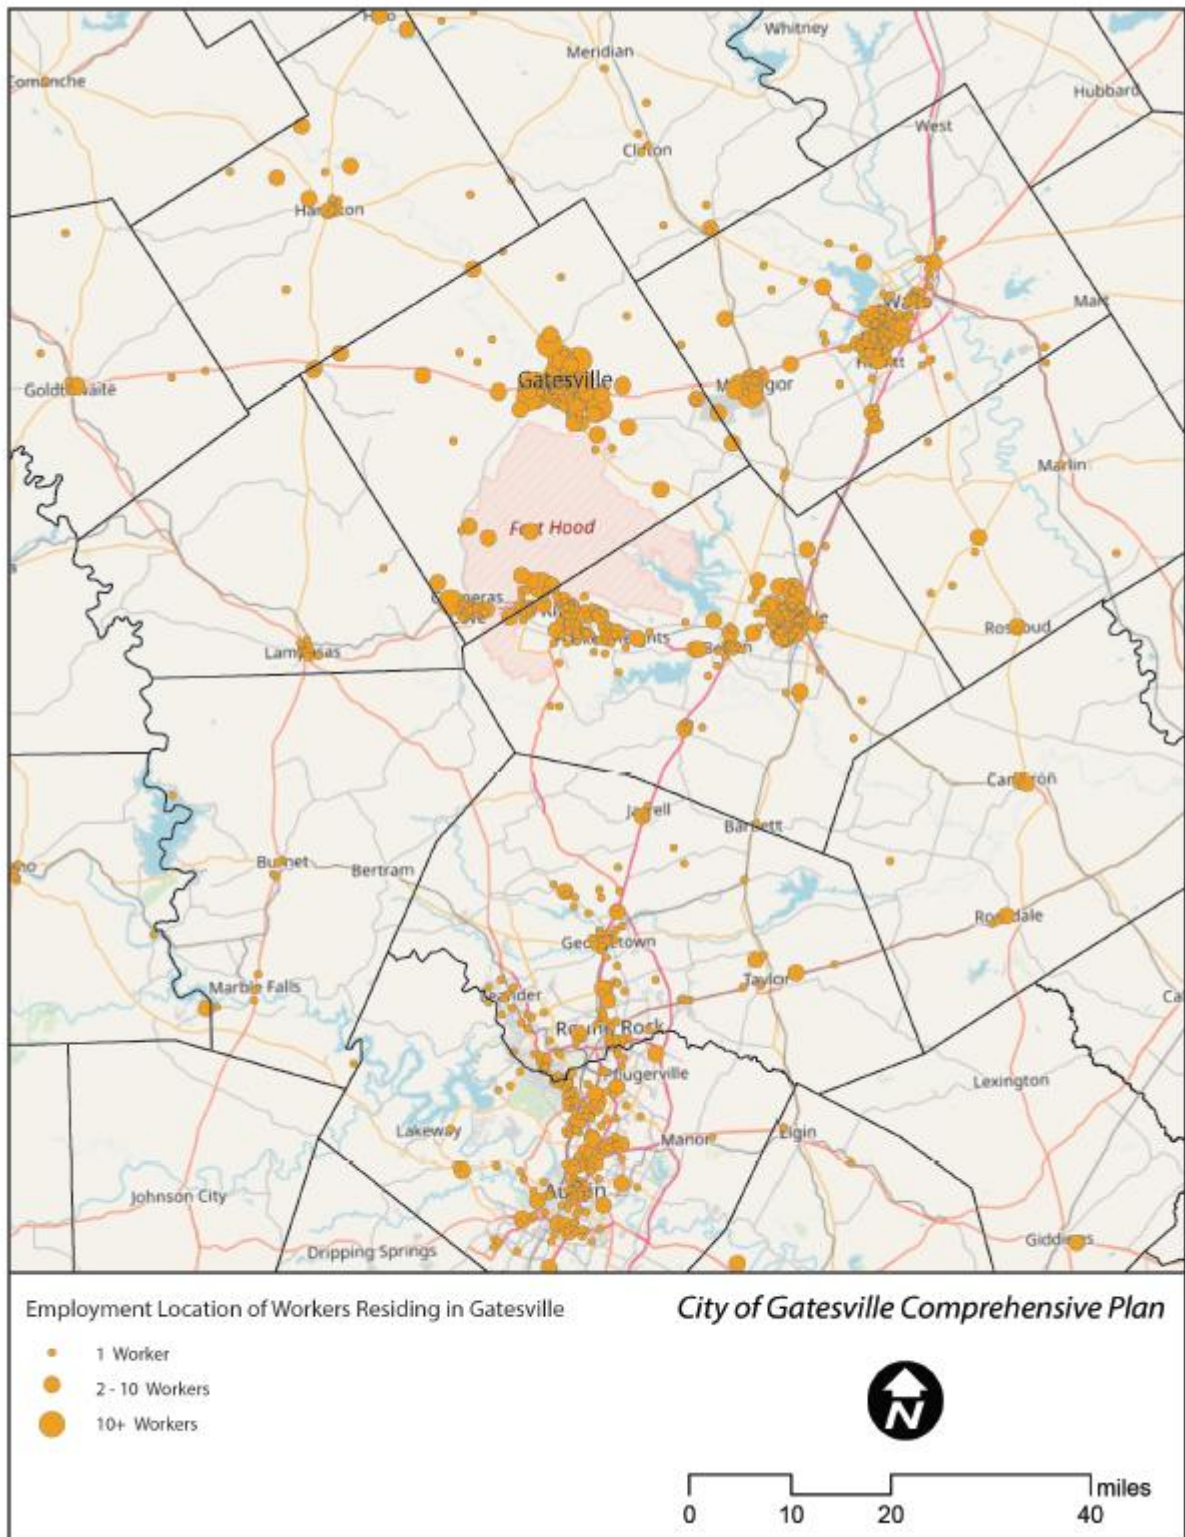 Whitney
Meridian
Hubbard
West
Clifton
Mart
Gatesville
Marlin
Fort Hood
Lampasas
Rosebud
Belton
Cameron
Jarrell
Bartlett
Burnet
Bertram
Georgetown
Rockdale
Taylor
Marble Falls
Leander
Round Rock
Pflugerville
Lexington
Lakeway
Manor
Elgin
Austin
Johnson City
Dripping Springs
Giddings
Employment Location of Workers Residing in Gatesville
City of Gatesville Comprehensive Plan
1 Worker
2 - 10 Workers
10+ Workers
N
miles
0 10 20 40